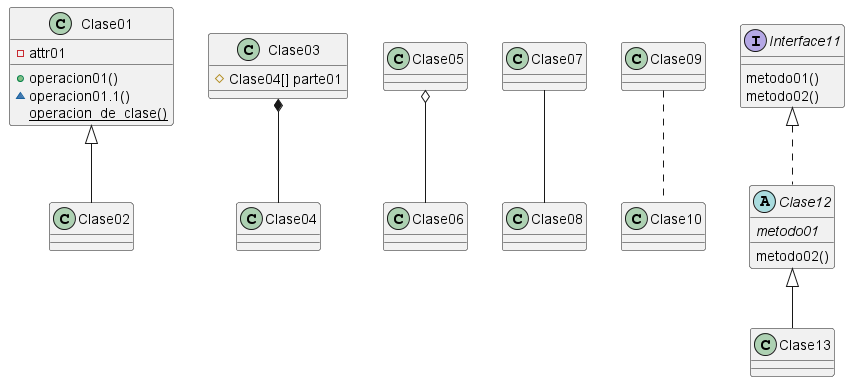 C Clase01
attr01
operacion01()
operacion01.1()
operacion_de_clase()
C Clase02
C Clase03
Clase04[] parte01
C Clase04
C Clase05
C Clase06
C Clase07
C Clase08
C Clase09
C Clase10
I Interface11
metodo01()
metodo02()
A Clase12
metodo01
metodo02()
C Clase13